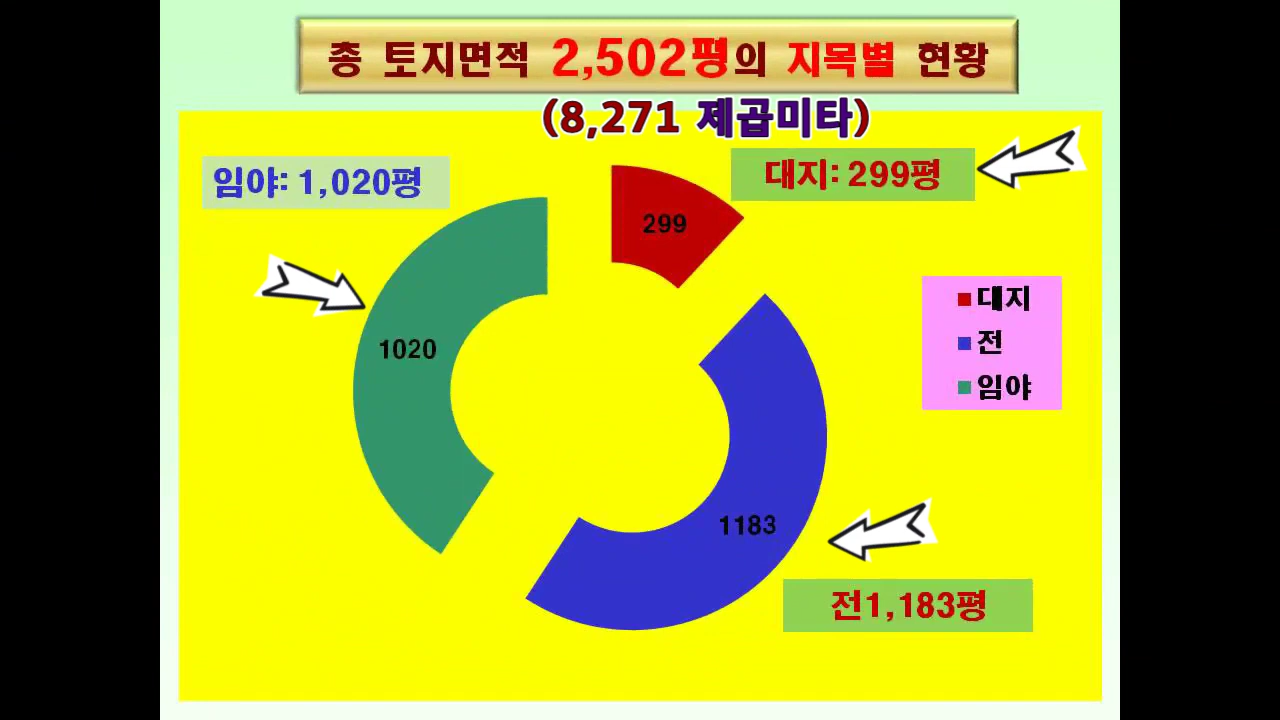 총 토지면적 2,502평의 지목별 현황
(8,271 제곱미타)
임야: 1,020평
대지: 299평
299
1020
1183
대지
전
임야
전1,183평